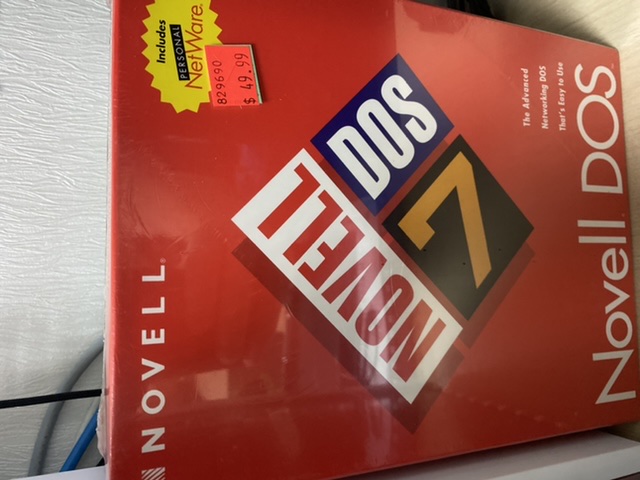 Includes
PERSONAL
NetWare.
829690
$ 49.99
The Advanced
Networking DOS
That's Easy to Use
Novell DOS™
DOS
7
NOVELL
NOVELL®